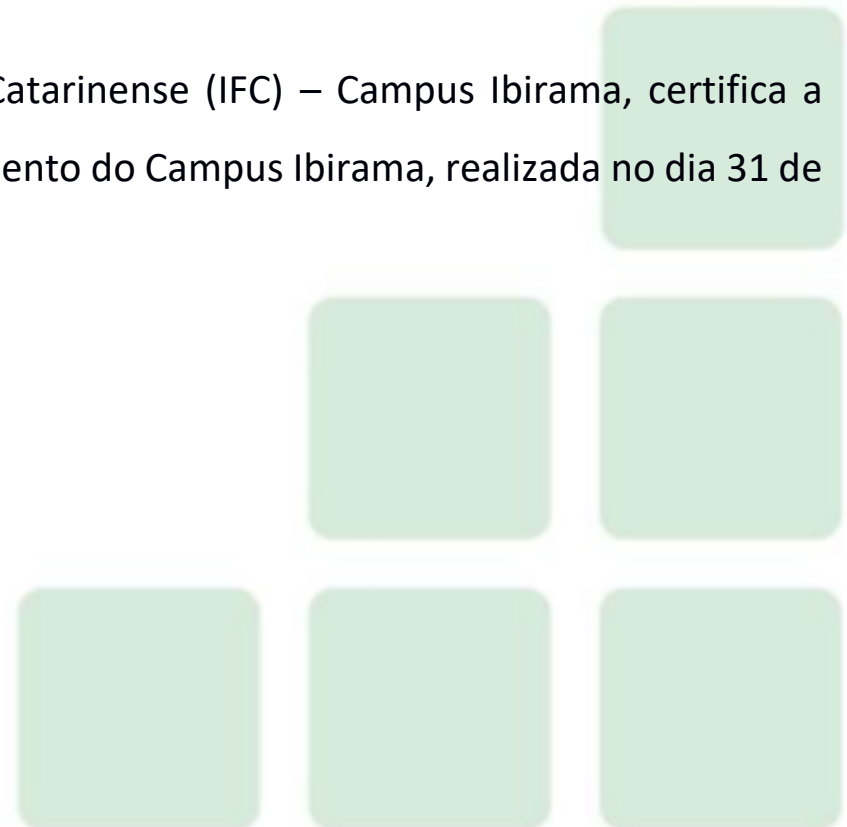 Catarinense (IFC) – Campus Ibirama, certifica a
ento do Campus Ibirama, realizada no dia 31 de